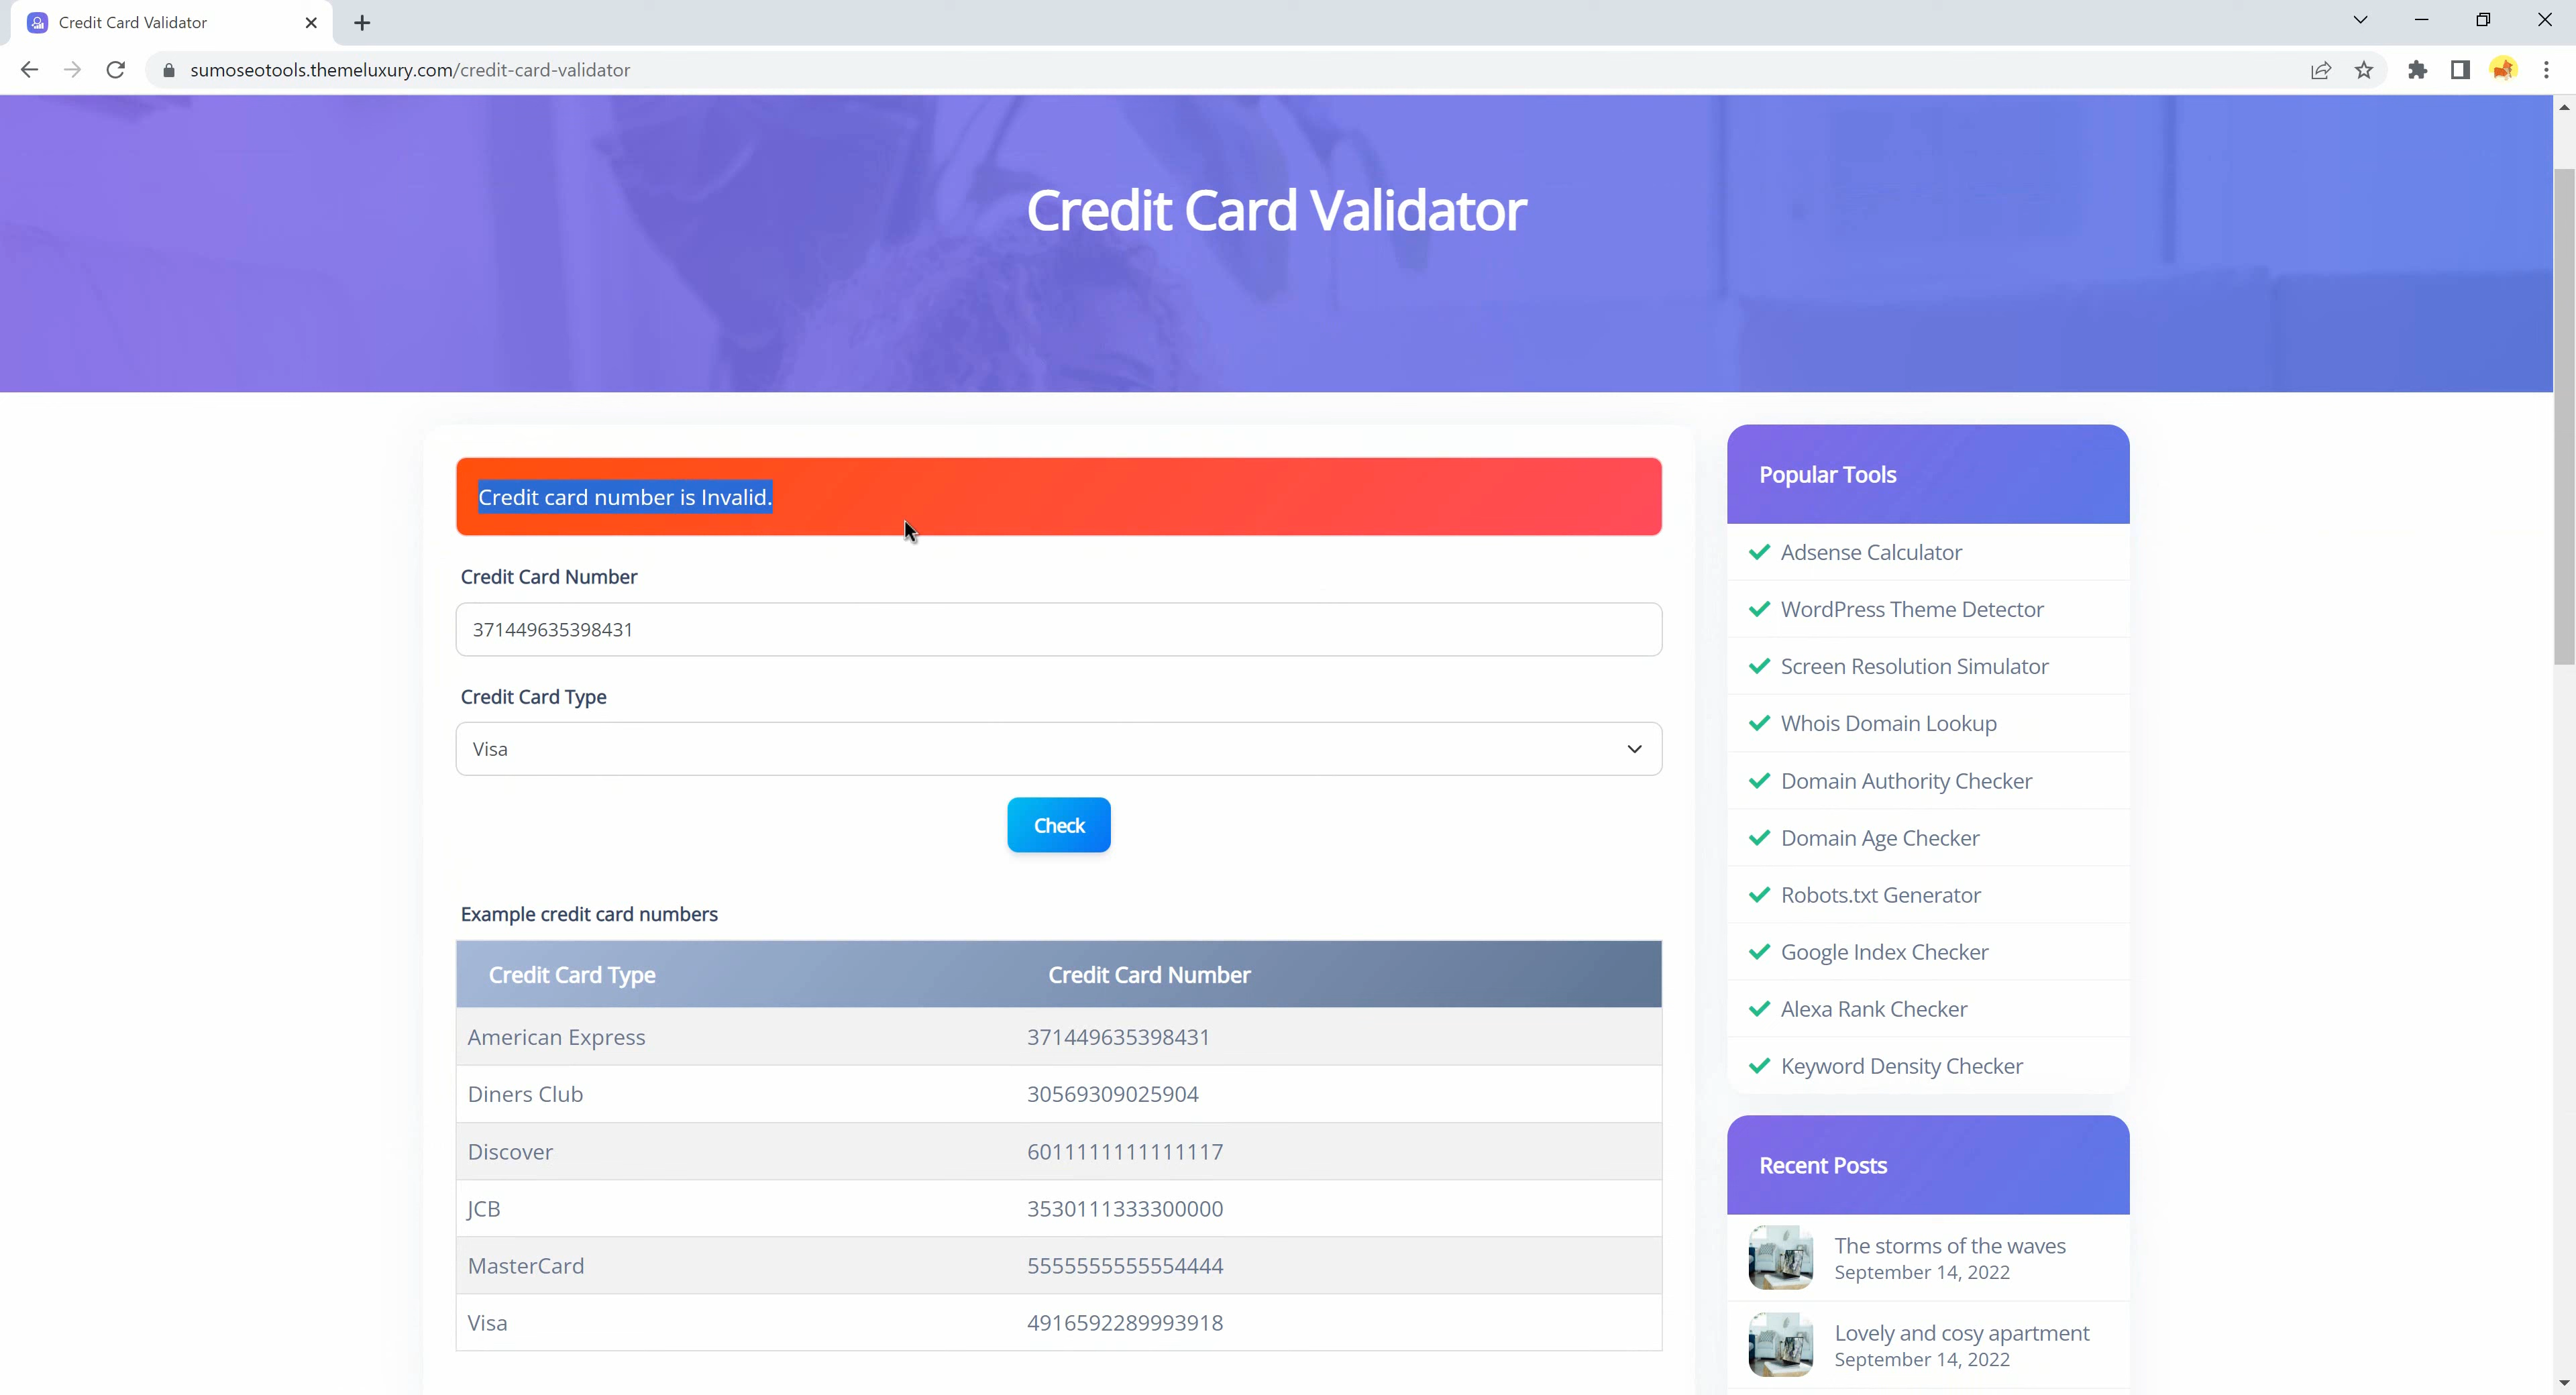 Credit Card Validator
sumoseotools.themeluxury.com/credit-card-validator
Credit Card Validator
Credit card number is Invalid.
Credit Card Number
371449635398431
Credit Card Type
Visa
Check
Example credit card numbers
Credit Card Type Credit Card Number
American Express 371449635398431
Diners Club 30569309025904
Discover 6011111111111117
JCB 3530111333300000
MasterCard 5555555555554444
Visa 4916592289993918
Popular Tools
Adsense Calculator
WordPress Theme Detector
Screen Resolution Simulator
Whois Domain Lookup
Domain Authority Checker
Domain Age Checker
Robots.txt Generator
Google Index Checker
Alexa Rank Checker
Keyword Density Checker
Recent Posts
The storms of the waves
September 14, 2022
Lovely and cosy apartment
September 14, 2022